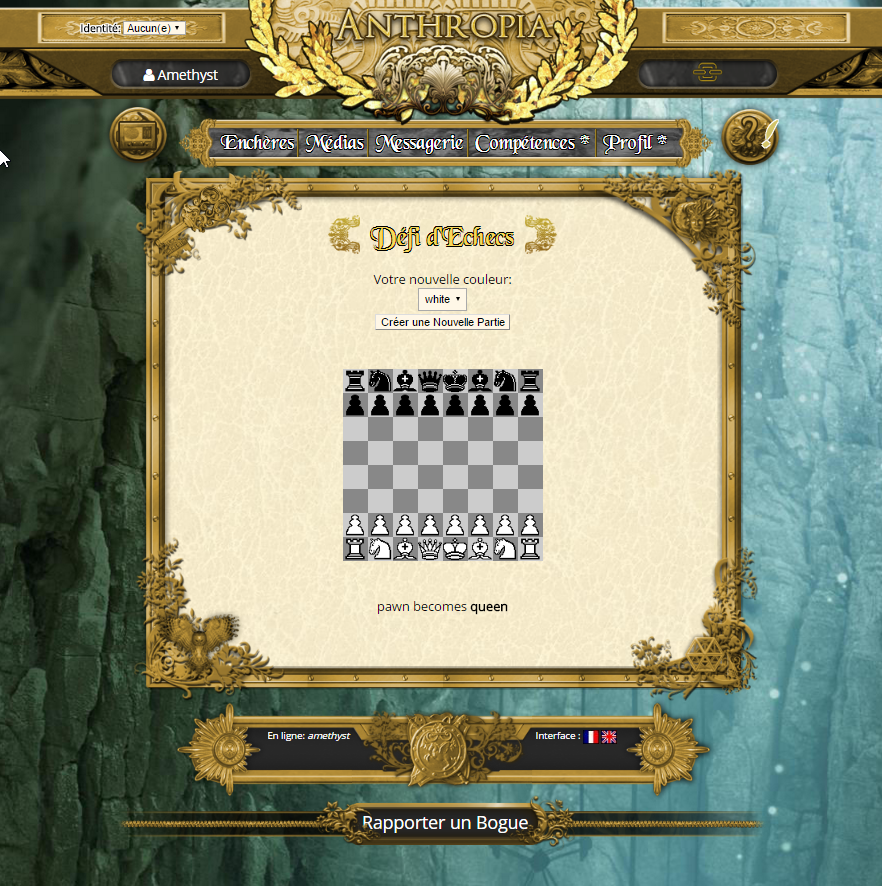 ANTHROPIA
Identité: Aucun(e)
Amethyst
Enchères Médias Messagerie Compétences * Profil *
Défi d'Echecs
Votre nouvelle couleur:
white
Créer une Nouvelle Partie
pawn becomes queen
En ligne: amethyst
Interface :
Rapporter un Bogue